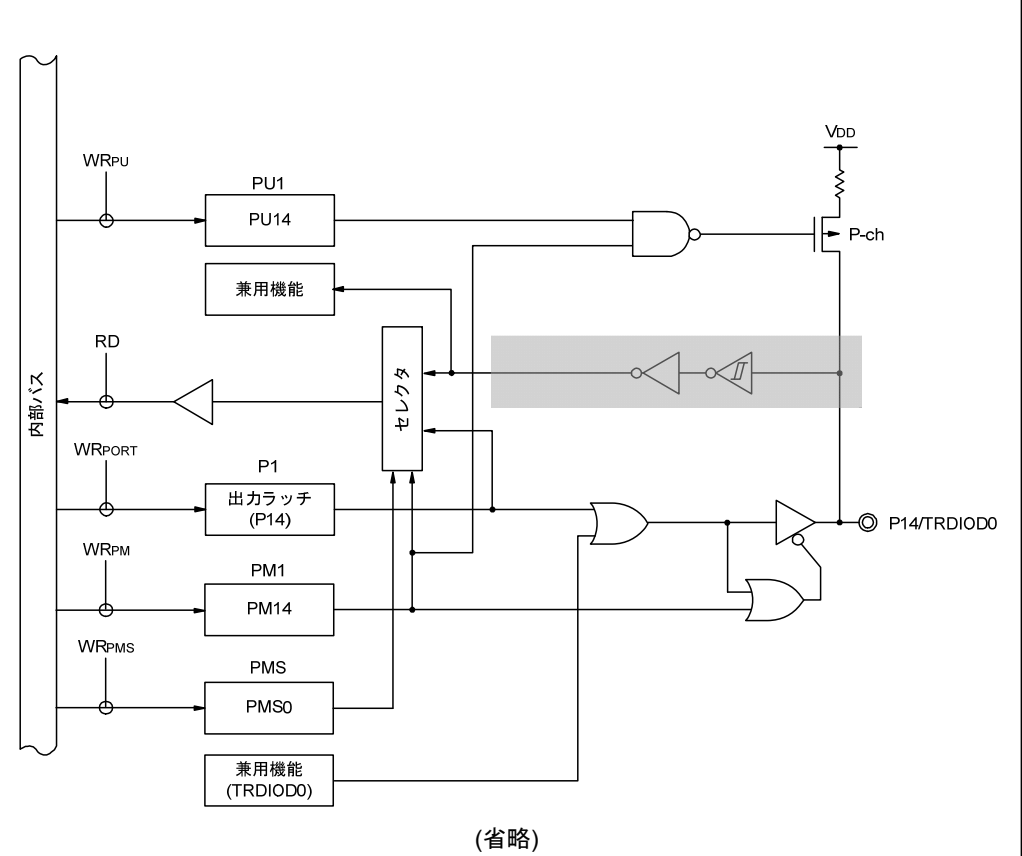 VDD
WRPU
PU1
PU14
P-ch
兼用機能
RD
内部バス
セレクタ
WRPORT
P1
出力ラッチ
(P14)
P14/TRDIOD0
WRPM
PM1
PM14
WRPMS
PMS
PMS0
兼用機能
(TRDIOD0)
(省略)